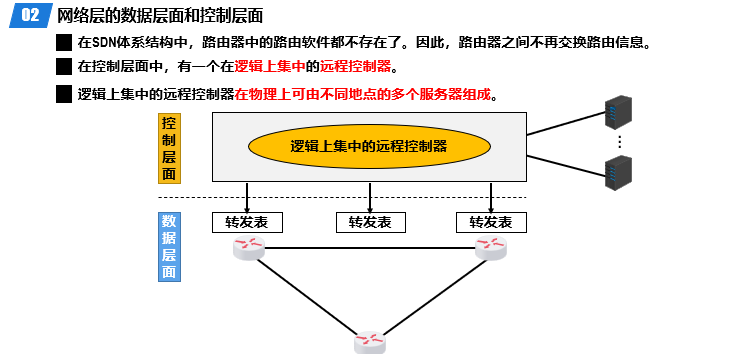 02 网络层的数据层面和控制层面
在SDN体系结构中，路由器中的路由软件都不存在了。因此，路由器之间不再交换路由信息。
在控制层面中，有一个在逻辑上集中的远程控制器。
逻辑上集中的远程控制器在物理上可由不同地点的多个服务器组成。
控制层面
逻辑上集中的远程控制器
数据层面
转发表
转发表
转发表